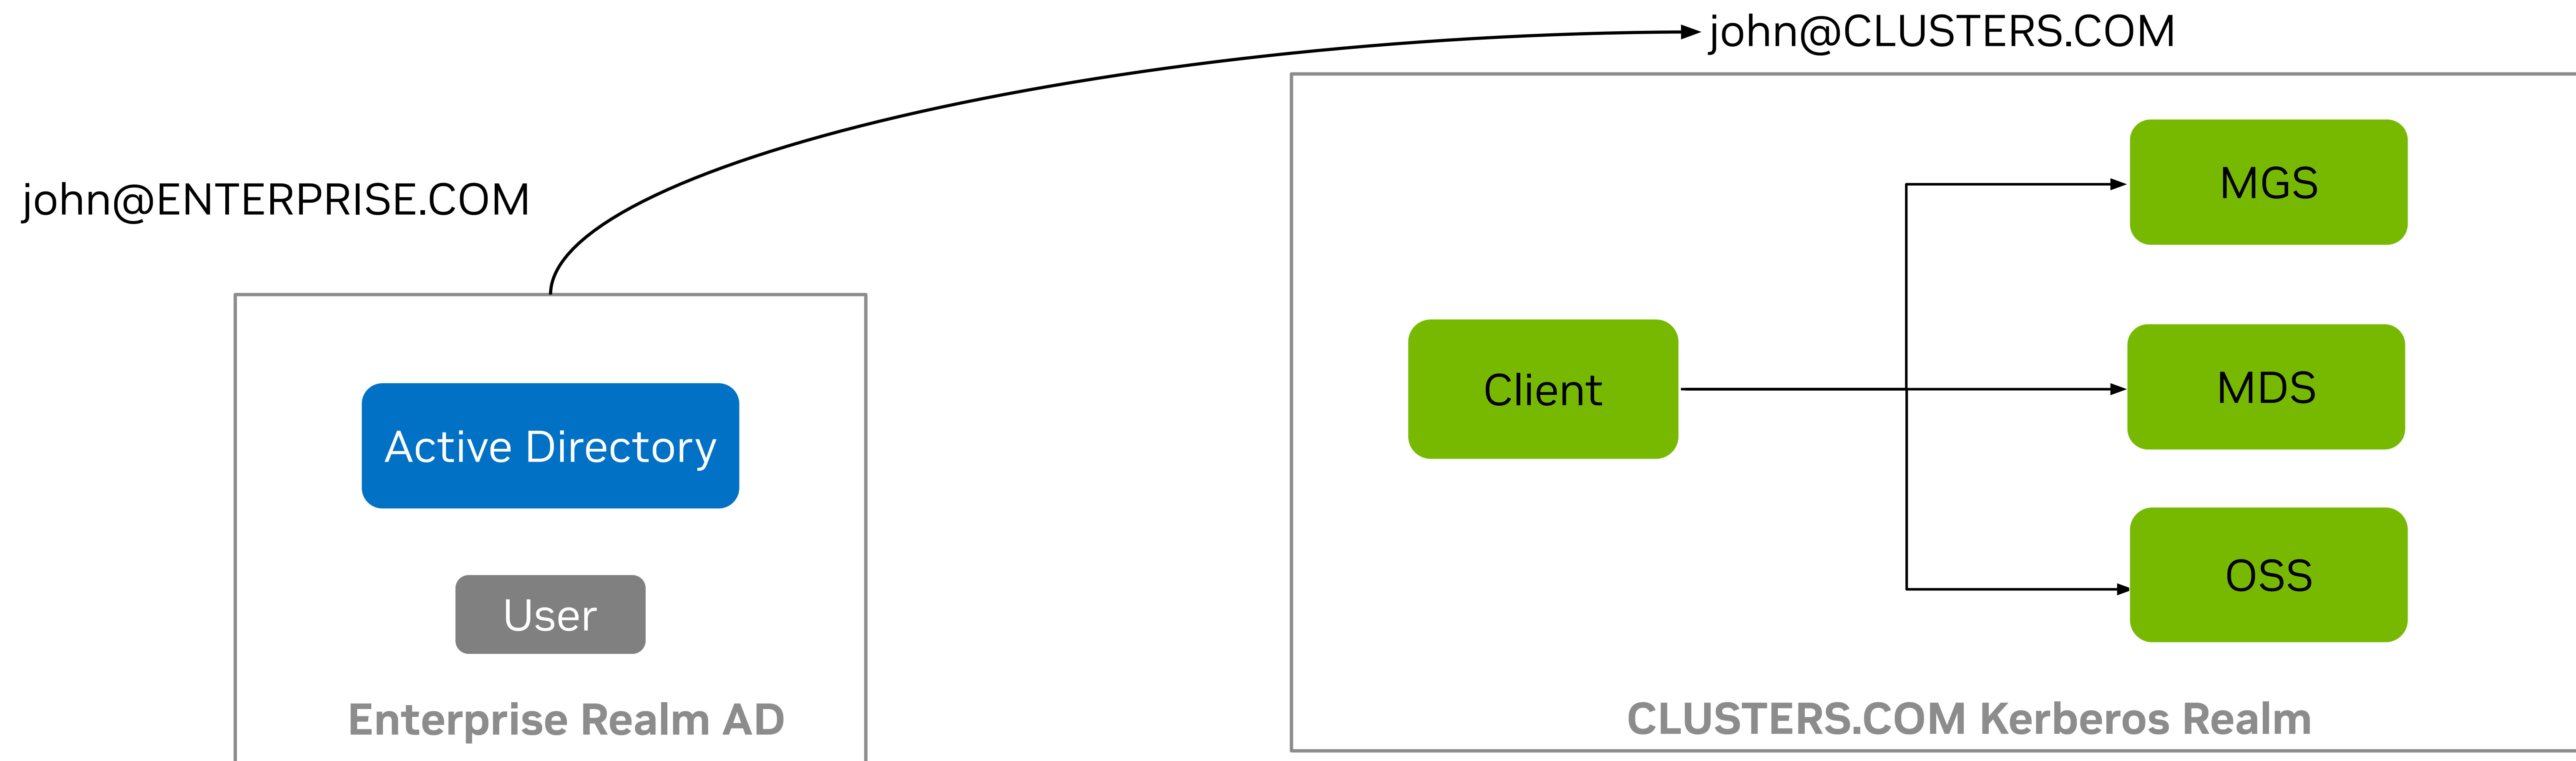 john@CLUSTERS.COM
john@ENTERPRISE.COM
MGS
Client
MDS
Active Directory
OSS
User
Enterprise Realm AD
CLUSTERS.COM Kerberos Realm